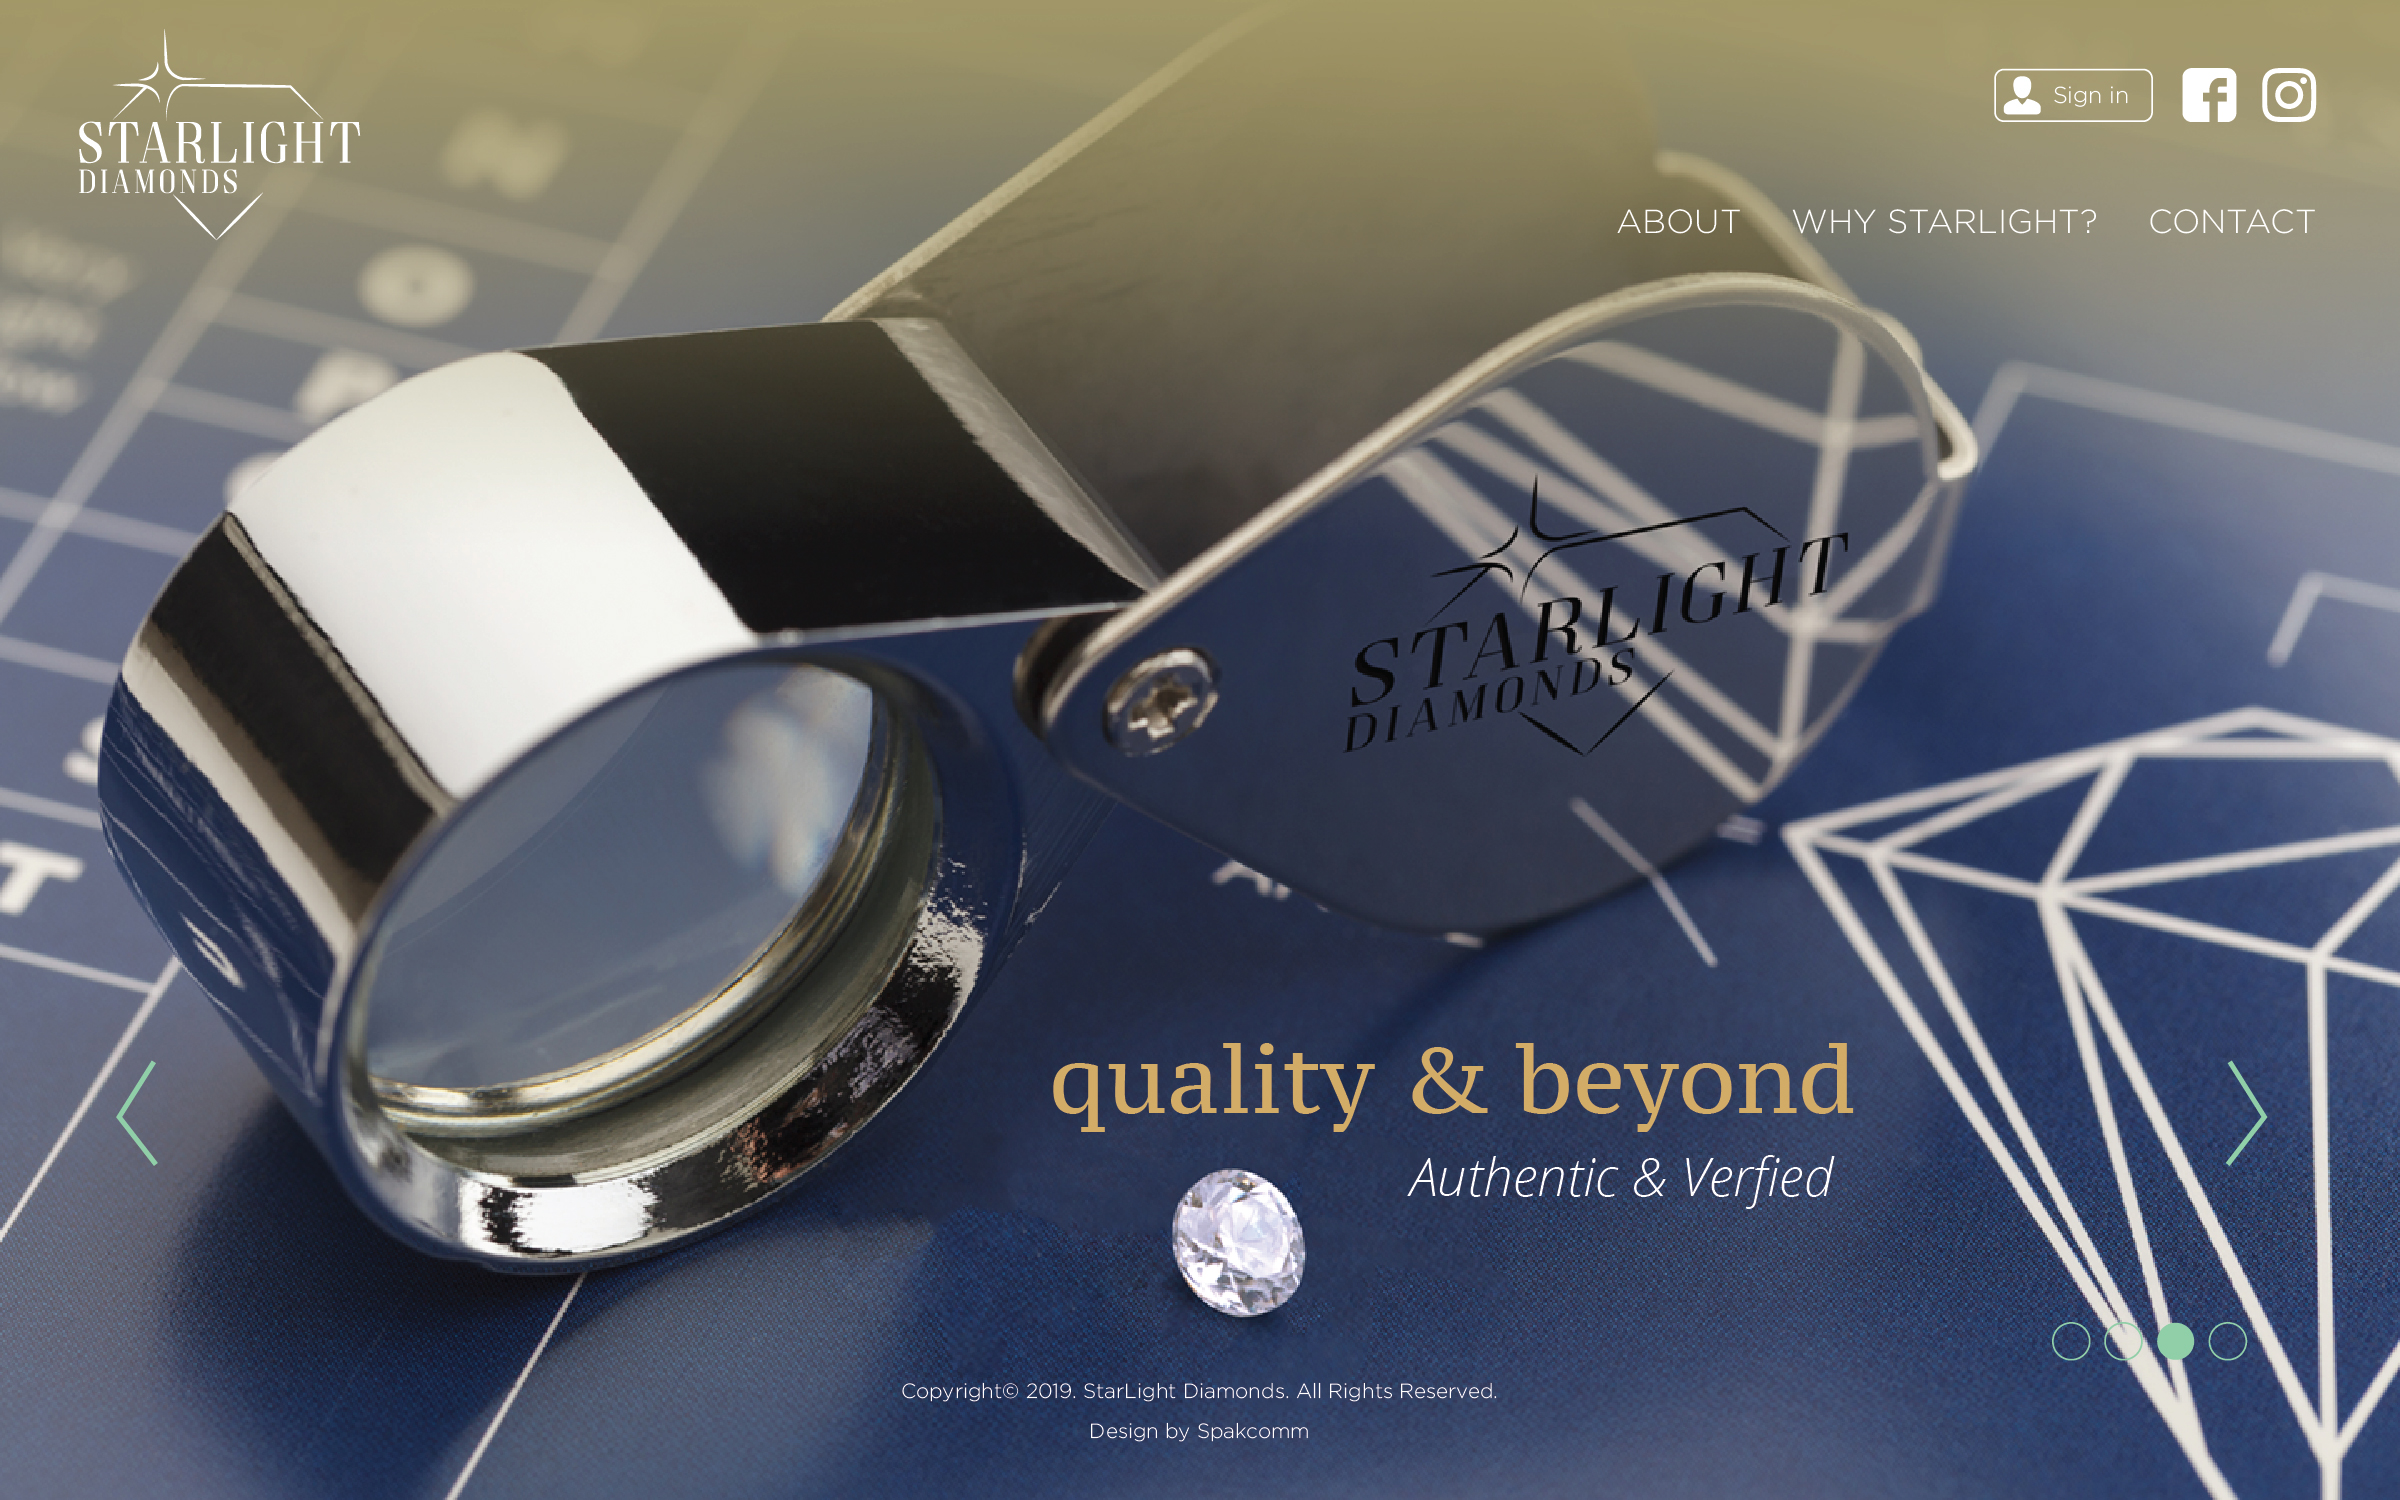 STARLIGHT
DIAMONDS
Sign in
ABOUT WHY STARLIGHT? CONTACT
STARLIGHT
DIAMONDS
T
quality & beyond
Authentic & Verfied
Copyright© 2019. StarLight Diamonds. All Rights Reserved.
Design by Spakcomm